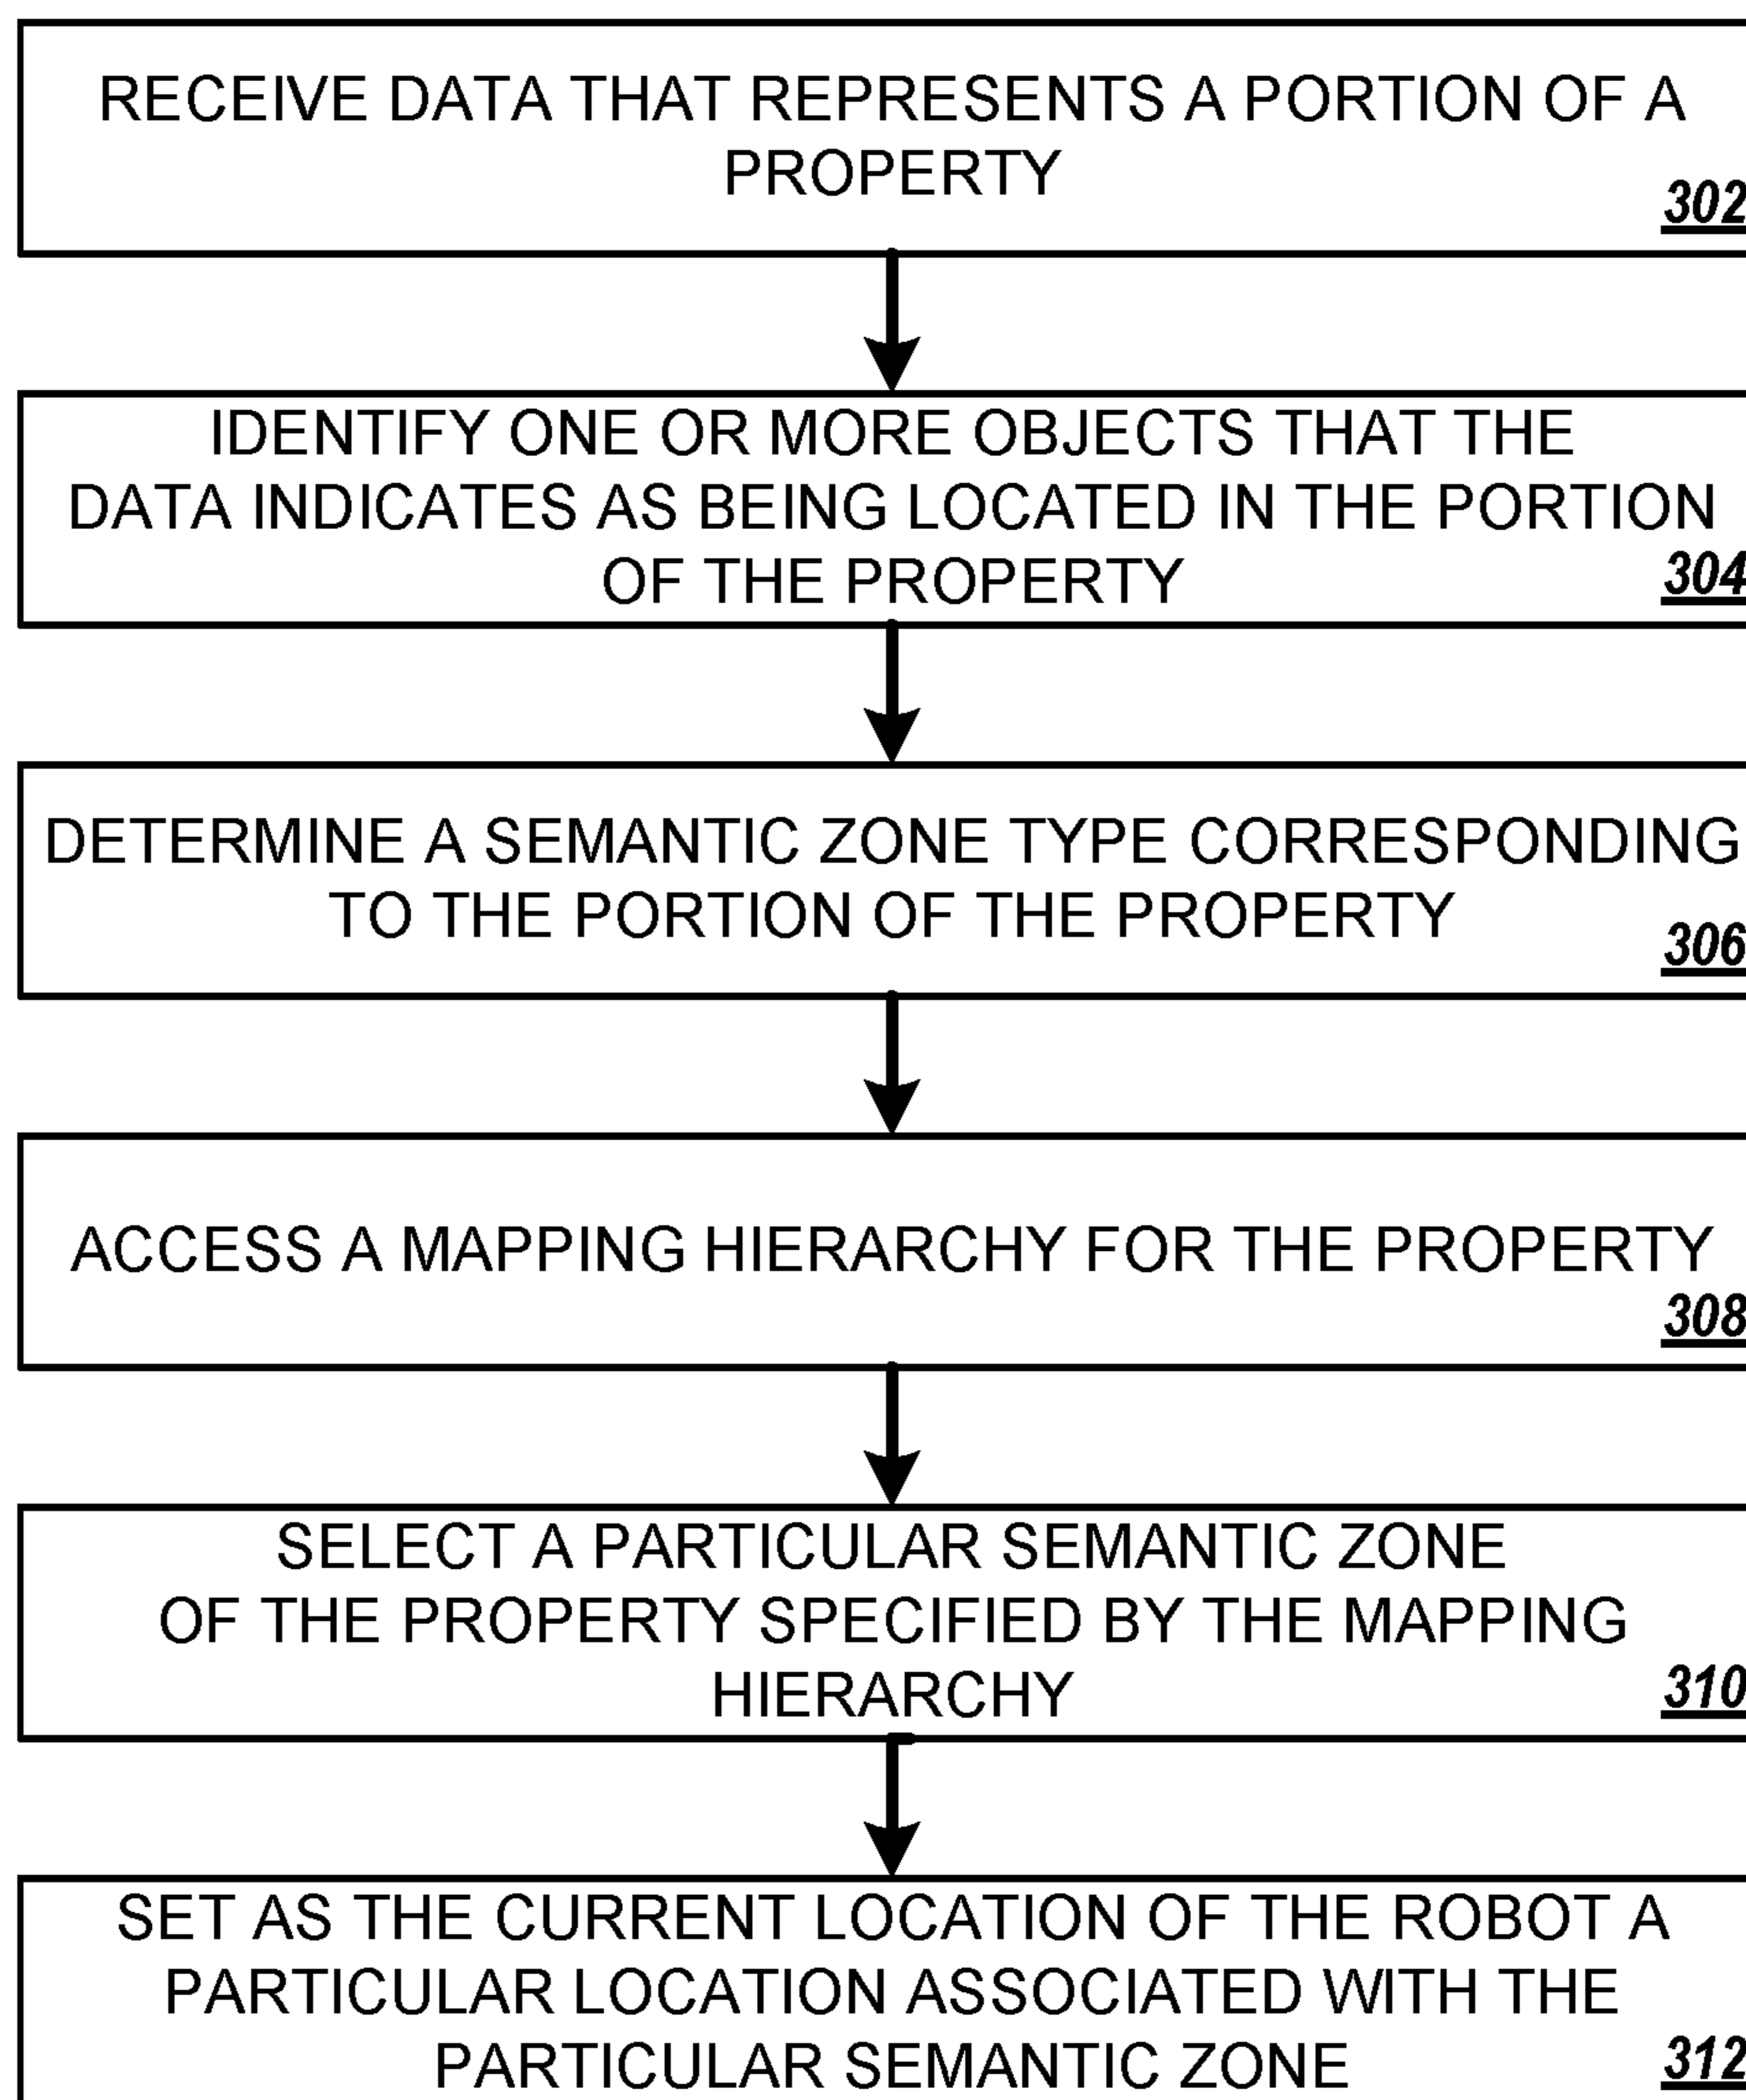 RECEIVE DATA THAT REPRESENTS A PORTION OF A
PROPERTY
302
IDENTIFY ONE OR MORE OBJECTS THAT THE
DATA INDICATES AS BEING LOCATED IN THE PORTION
OF THE PROPERTY
304
DETERMINE A SEMANTIC ZONE TYPE CORRESPONDING
TO THE PORTION OF THE PROPERTY
306
ACCESS A MAPPING HIERARCHY FOR THE PROPERTY
308
SELECT A PARTICULAR SEMANTIC ZONE
OF THE PROPERTY SPECIFIED BY THE MAPPING
HIERARCHY
310
SET AS THE CURRENT LOCATION OF THE ROBOT A
PARTICULAR LOCATION ASSOCIATED WITH THE
PARTICULAR SEMANTIC ZONE
312